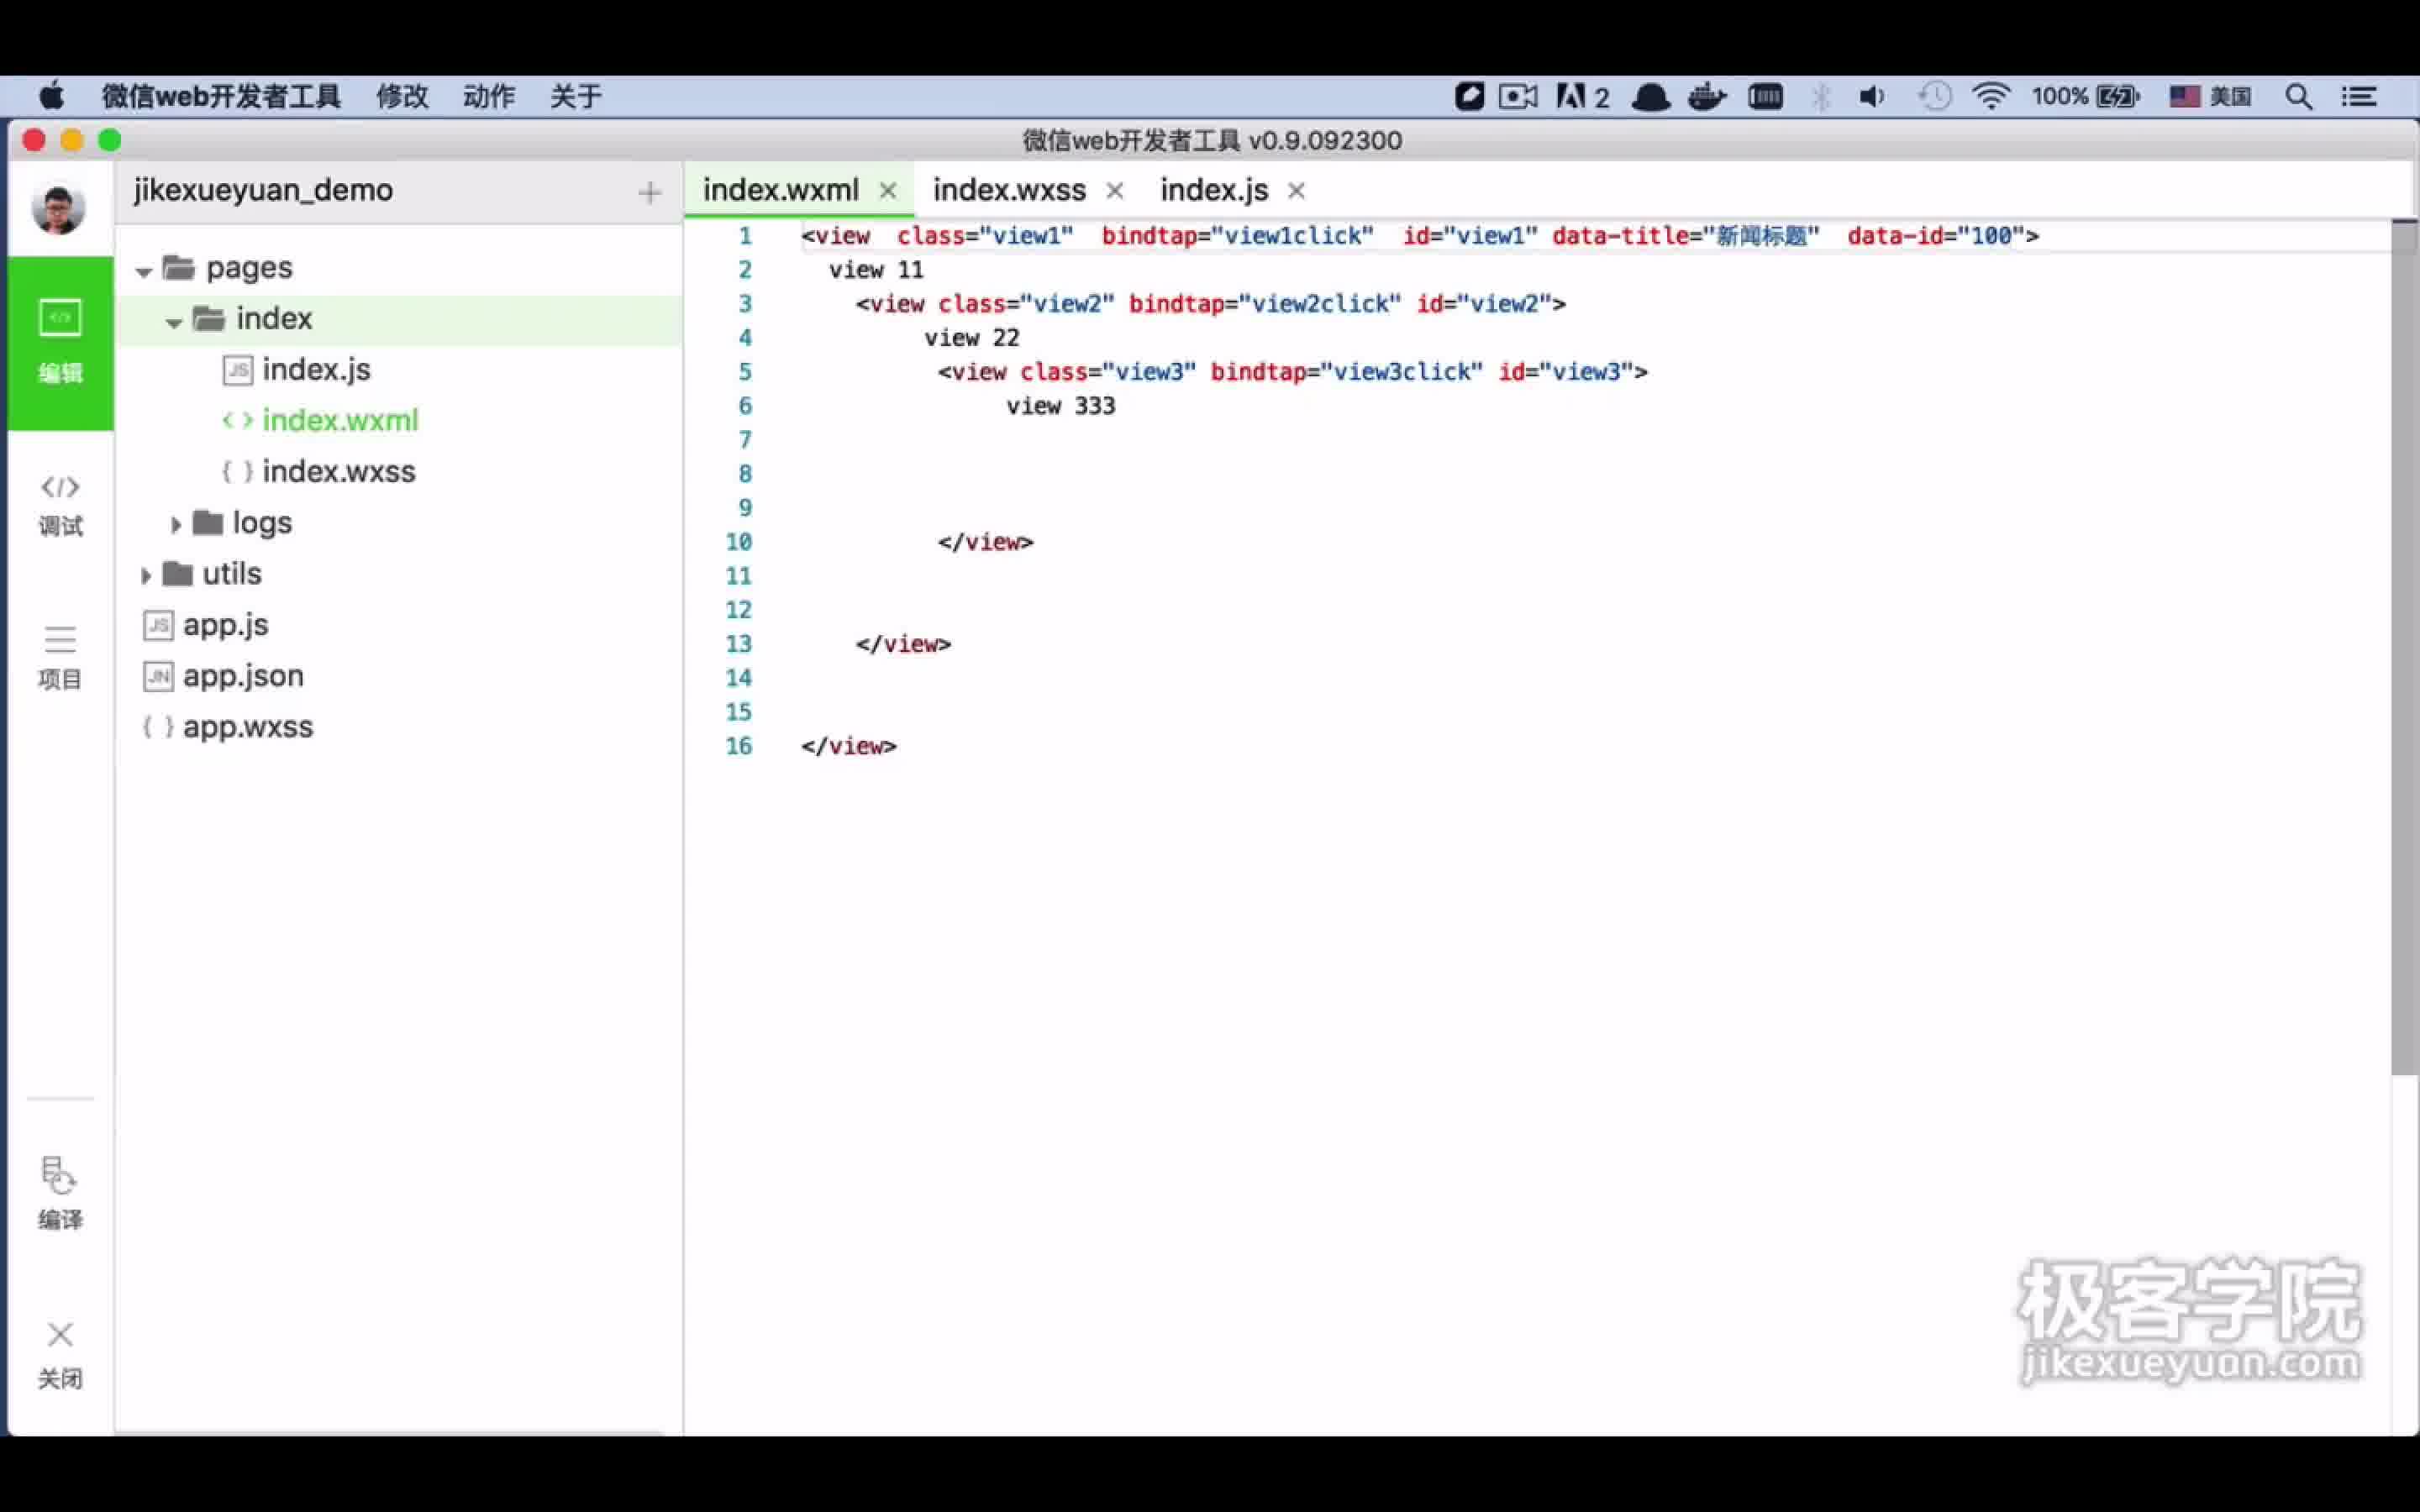 微信web开发者工具 修改 动作 关于 2 100% 美国
微信web开发者工具 v0.9.092300
jikexueyuan_demo
index.wxml index.wxss index.js
编辑
调试
项目
编译
关闭
pages
index
JS index.js
< > index.wxml
{ } index.wxss
logs
utils
JS app.js
JN app.json
{ } app.wxss
1 <view  class="view1"  bindtap="view1click"  id="view1" data-title="新闻标题"  data-id="100">
2 view 11
3 <view class="view2" bindtap="view2click" id="view2">
4 view 22
5 <view class="view3" bindtap="view3click" id="view3">
6 view 333
7
8
9
10 </view>
11
12
13 </view>
14
15
16 </view>
极客学院
jikexueyuan.com